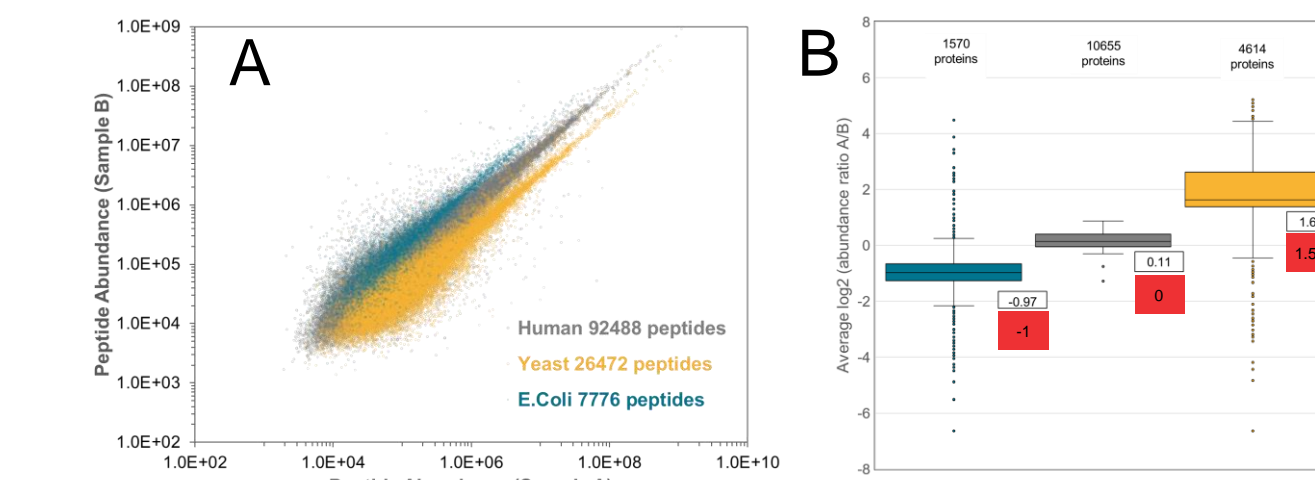 A
1.0E+09
1.0E+08
1.0E+07
1.0E+06
1.0E+05
1.0E+04
1.0E+03
1.0E+02
Peptide Abundance (Sample B)
Human 92488 peptides
Yeast 26472 peptides
E.Coli 7776 peptides
1.0E+02 1.0E+04 1.0E+06 1.0E+08 1.0E+10
B
8
6
4
2
0
-2
-4
-6
-8
Average log2 (abundance ratio A/B)
1570
proteins
10655
proteins
4614
proteins
-0.97
-1
0.11
0
1.6
1.5